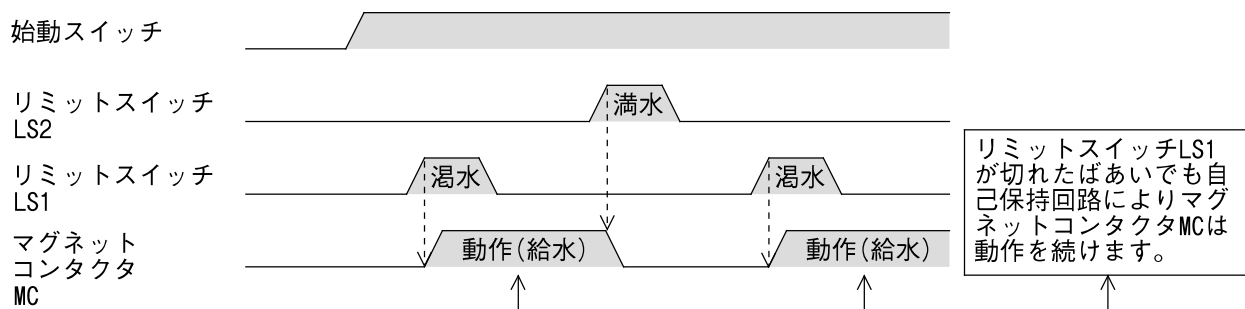 始動スイッチ
リミットスイッチ
LS2
満水
リミットスイッチ
LS1
渇水
渇水
マグネット
コンタクタ
MC
動作(給水)
動作(給水)
リミットスイッチLS1
が切れたばあいでも自
己保持回路によりマグ
ネットコンタクタMCは
動作を続けます。